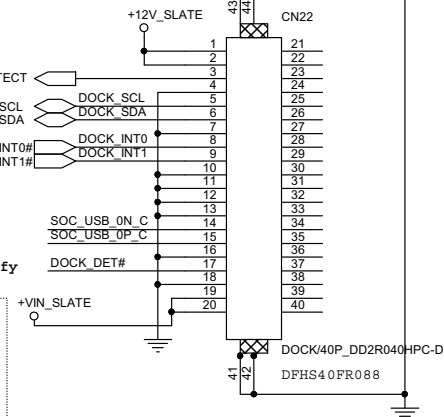 43
44
+12V_SLATE
CN22
1 21
2 22
TECT 3 23
4 24
SCL DOCK_SCL 5 25
SDA DOCK_SDA 6 26
7 27
INT0# DOCK_INT0 8 28
INT1# DOCK_INT1 9 29
10 30
11 31
12 32
13 33
SOC_USB_0N_C 14 34
SOC_USB_0P_C 15 35
16 36
fy DOCK_DET# 17 37
18 38
19 39
+VIN_SLATE 20 40
DOCK/40P_DD2R040HPC-D
41
42
DFHS40FR088